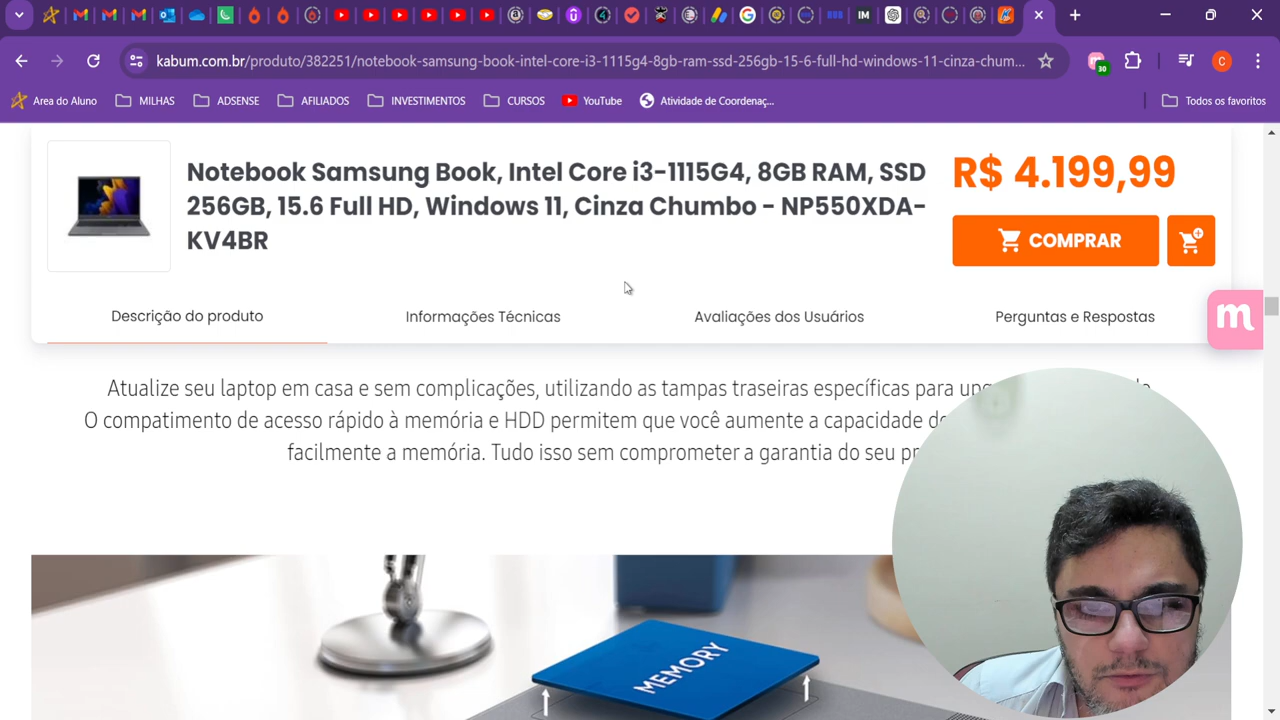 kabum.com.br/produto/382251/notebook-samsung-book-intel-core-i3-1115g4-8gb-ram-ssd-256gb-15-6-full-hd-windows-11-cinza-chum...
30
C
Area do Aluno
MILHAS
ADSENSE
AFILIADOS
INVESTIMENTOS
CURSOS
YouTube
Atividade de Coordenaç...
Todos os favoritos
Notebook Samsung Book, Intel Core i3-1115G4, 8GB RAM, SSD
256GB, 15.6 Full HD, Windows 11, Cinza Chumbo - NP550XDA-
KV4BR
R$ 4.199,99
COMPRAR
Descrição do produto
Informações Técnicas
Avaliações dos Usuários
Perguntas e Respostas
m
Atualize seu laptop em casa e sem complicações, utilizando as tampas traseiras específicas para
O compatimento de acesso rápido à memória e HDD permitem que você aumente a capacidade
facilmente a memória. Tudo isso sem comprometer a garantia do seu
MEMORY